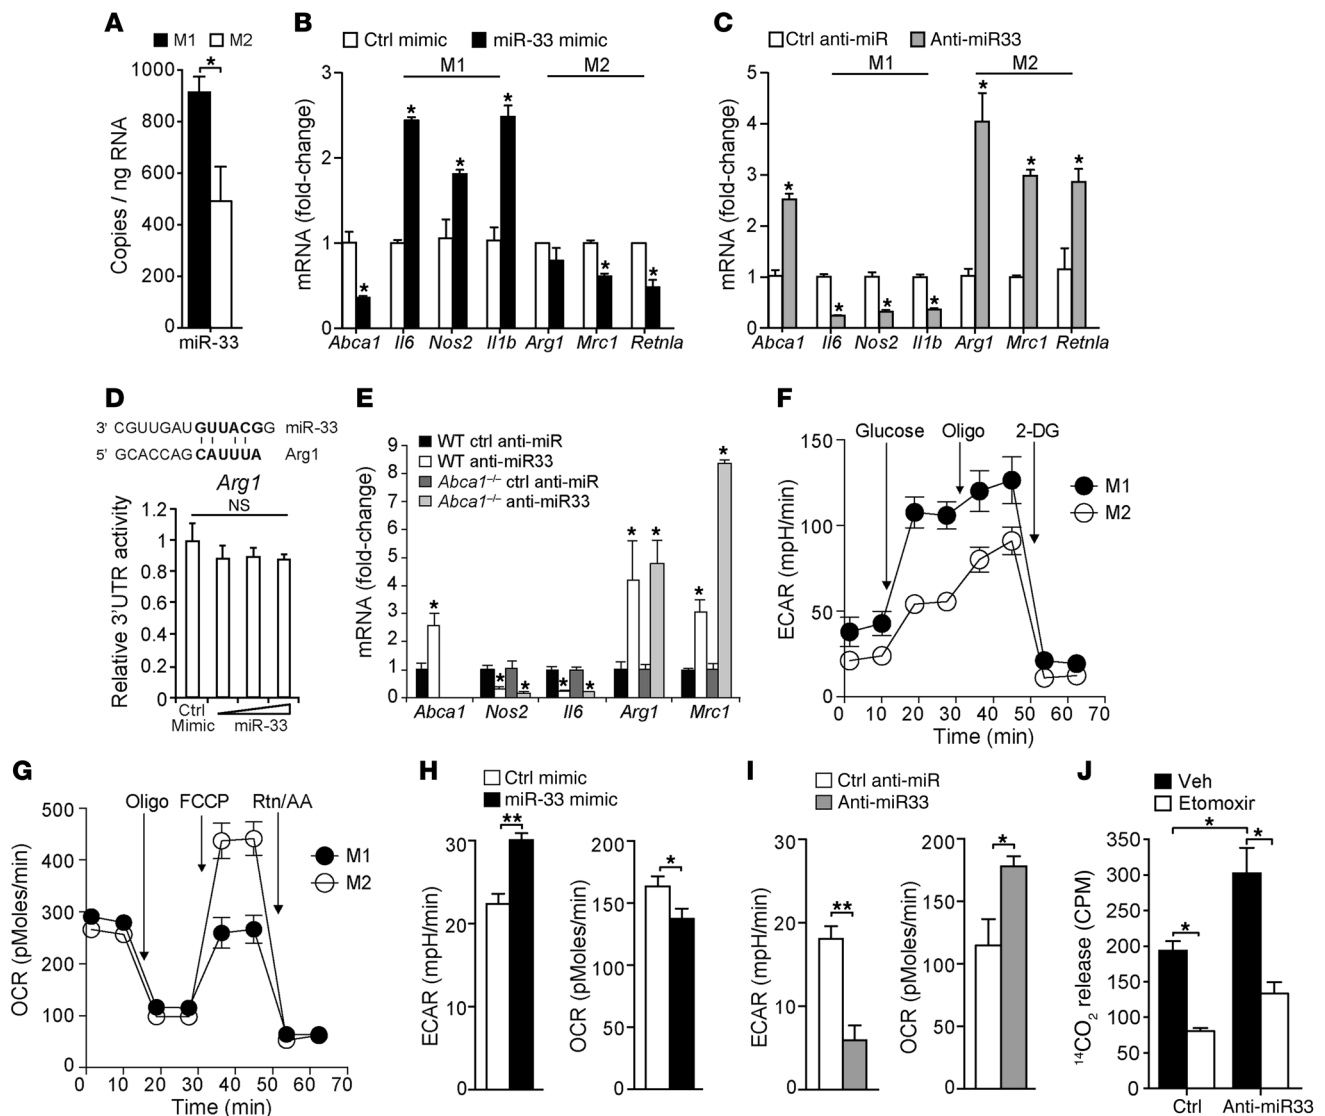 A
M1 M2
*
Copies / ng RNA
1000
800
600
400
200
0
miR-33
B
Ctrl mimic miR-33 mimic
M1 M2
mRNA (fold-change)
3
2
1
0
* * * * * *
Abca1 Il6 Nos2 Il1b Arg1 Mrc1 Retnla
C
Ctrl anti-miR Anti-miR33
M1 M2
mRNA (fold-change)
5
4
3
2
1
0
* * * * * * *
Abca1 Il6 Nos2 Il1b Arg1 Mrc1 Retnla
D
3' CGUUGAUGUUACGG miR-33
5' GCACCAGCAUUUA Arg1
Arg1
NS
Relative 3'UTR activity
1.2
1
0.8
0.6
0.4
0.2
0
Ctrl
Mimic miR-33
E
WT ctrl anti-miR
WT anti-miR33
Abca1–/– ctrl anti-miR
Abca1–/– anti-miR33
mRNA (fold-change)
9
8
7
6
5
4
3
2
1
0
* * * * * * * * *
Abca1 Nos2 Il6 Arg1 Mrc1
F
Glucose Oligo 2-DG
M1
M2
ECAR (mpH/min)
150
100
50
0
0 10 20 30 40 50 60 70
Time (min)
G
Oligo FCCP Rtn/AA
M1
M2
OCR (pMoles/min)
500
400
300
200
100
0
0 10 20 30 40 50 60 70
Time (min)
H
Ctrl mimic
miR-33 mimic
**
ECAR (mpH/min)
30
20
10
0
*
OCR (pMoles/min)
200
150
100
50
0
I
Ctrl anti-miR
Anti-miR33
**
ECAR (mpH/min)
30
20
10
0
*
OCR (pMoles/min)
200
150
100
50
0
J
Veh
Etomoxir
* * *
14CO2 release (CPM)
350
300
250
200
150
100
50
0
Ctrl Anti-miR33